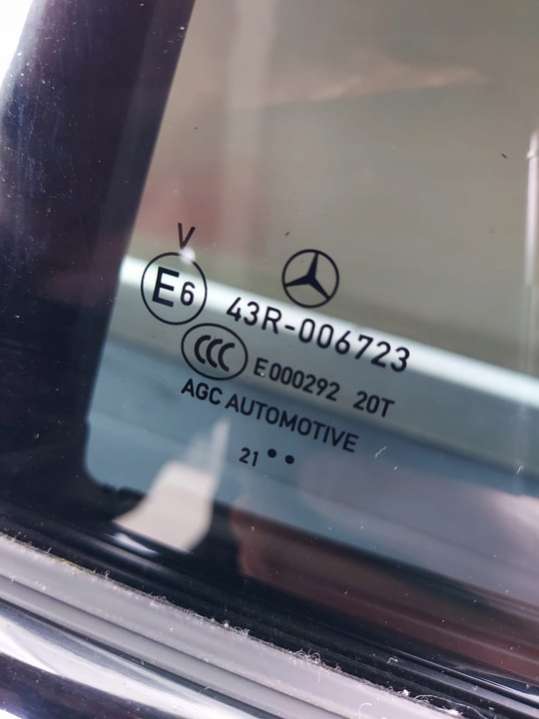 V
E6 43R-006723
CCC E000292 20T
AGC AUTOMOTIVE
21 ••